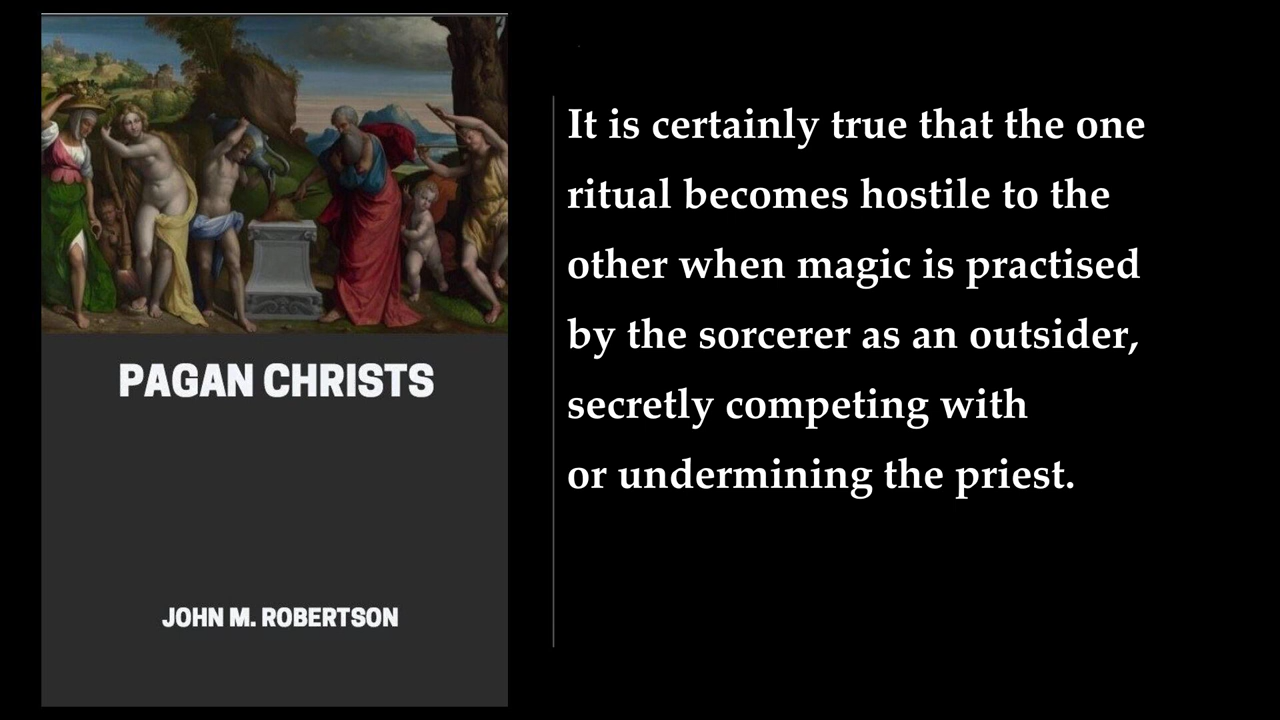 PAGAN CHRISTS
JOHN M. ROBERTSON
It is certainly true that the one
ritual becomes hostile to the
other when magic is practised
by the sorcerer as an outsider,
secretly competing with
or undermining the priest.